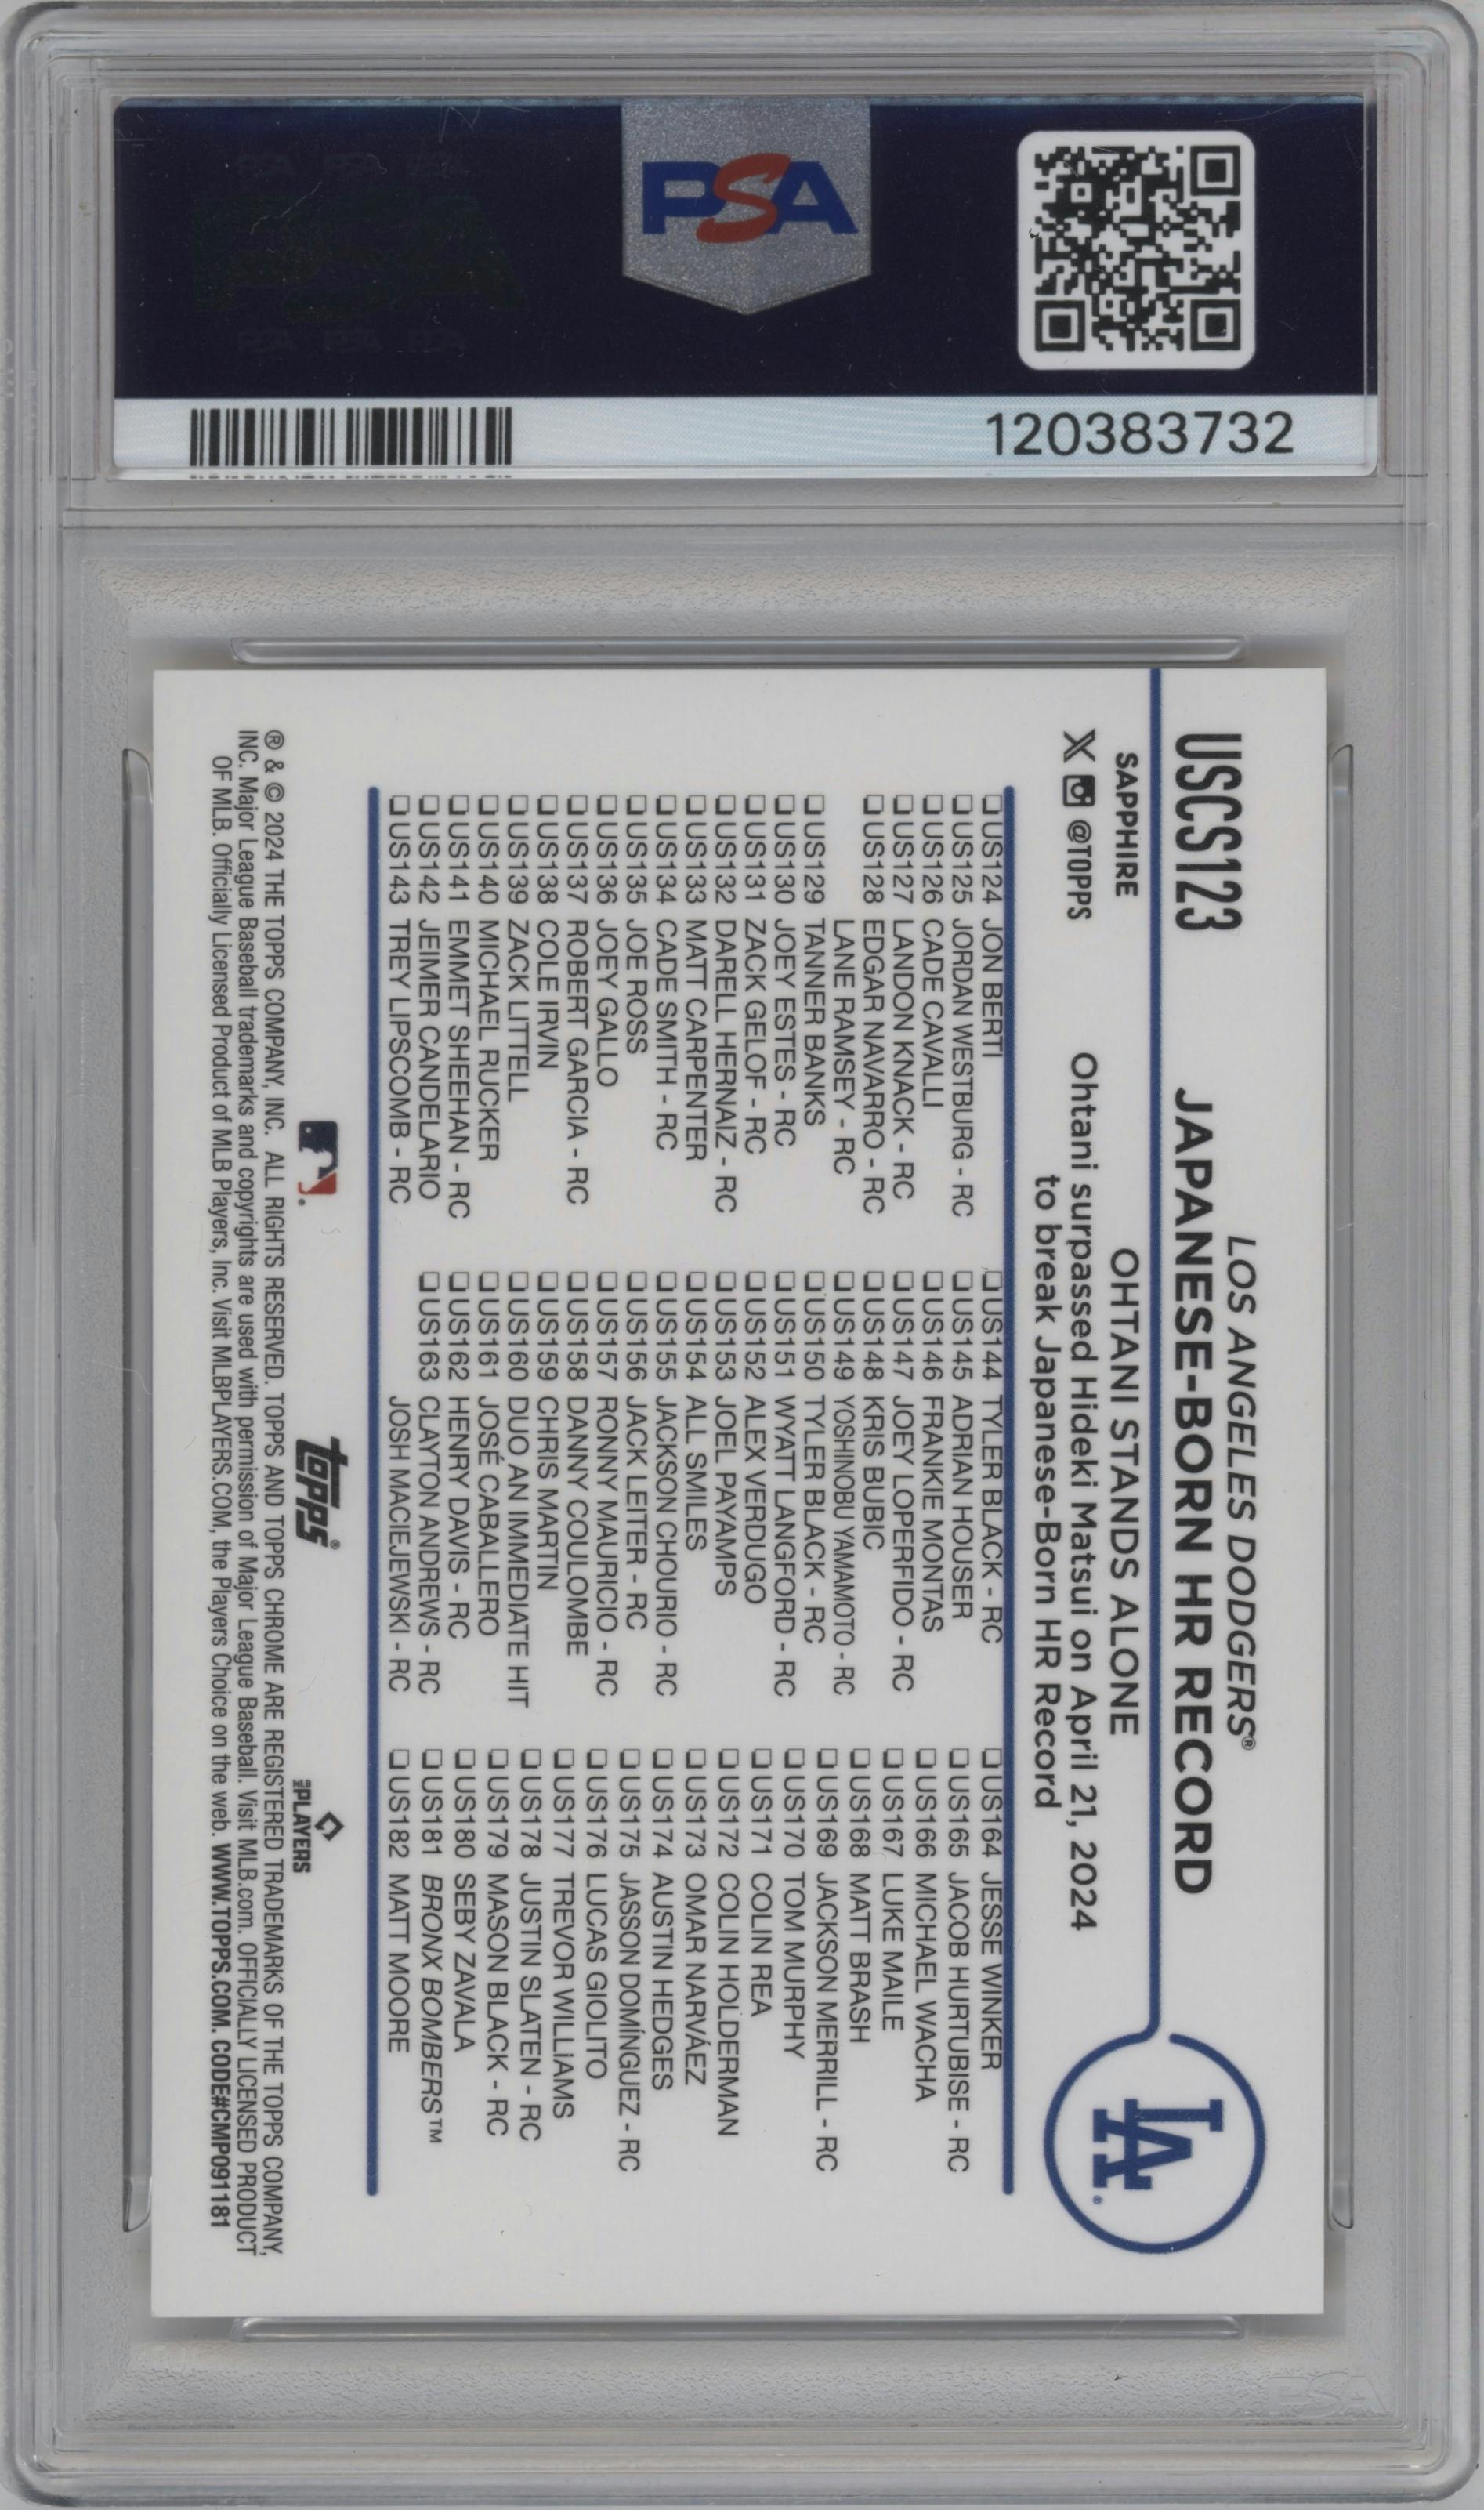 PSA
120383732
USCS123
LOS ANGELES DODGERS®
JAPANESE-BORN HR RECORD
SAPPHIRE
@TOPPS
OHTANI STANDS ALONE
Ohtani surpassed Hideki Matsui on April 21, 2024
to break Japanese-Born HR Record
LA
❑US124 JON BERTI
❑US125 JORDAN WESTBURG - RC
❑US126 CADE CAVALLI
❑US127 LANDON KNACK - RC
❑US128 EDGAR NAVARRO - RC
LANE RAMSEY - RC
❑US129 TANNER BANKS
❑US130 JOEY ESTES - RC
❑US131 ZACK GELOF - RC
❑US132 DARELL HERNAIZ - RC
❑US133 MATT CARPENTER
❑US134 CADE SMITH - RC
❑US135 JOE ROSS
❑US136 JOEY GALLO
❑US137 ROBERT GARCIA - RC
❑US138 COLE IRVIN
❑US139 ZACK LITTELL
❑US140 MICHAEL RUCKER
❑US141 EMMET SHEEHAN - RC
❑US142 JEIMER CANDELARIO
❑US143 TREY LIPSCOMB - RC
❑US144 TYLER BLACK - RC
❑US145 ADRIAN HOUSER
❑US146 FRANKIE MONTAS
❑US147 JOEY LOPERFIDO - RC
❑US148 KRIS BUBIC
❑US149 YOSHINOBU YAMAMOTO - RC
❑US150 TYLER BLACK - RC
❑US151 WYATT LANGFORD - RC
❑US152 ALEX VERDUGO
❑US153 JOEL PAYAMPS
❑US154 ALL SMILES
❑US155 JACKSON CHOURIO - RC
❑US156 JACK LEITER - RC
❑US157 RONNY MAURICIO - RC
❑US158 DANNY COULOMBE
❑US159 CHRIS MARTIN
❑US160 DUO AN IMMEDIATE HIT
❑US161 JOSÉ CABALLERO
❑US162 HENRY DAVIS - RC
❑US163 CLAYTON ANDREWS - RC
JOSH MACIEJEWSKI - RC
❑US164 JESSE WINKER
❑US165 JACOB HURTUBISE - RC
❑US166 MICHAEL WACHA
❑US167 LUKE MAILE
❑US168 MATT BRASH
❑US169 JACKSON MERRILL - RC
❑US170 TOM MURPHY
❑US171 COLIN REA
❑US172 COLIN HOLDERMAN
❑US173 OMAR NARVÁEZ
❑US174 AUSTIN HEDGES
❑US175 JASSON DOMÍNGUEZ - RC
❑US176 LUCAS GIOLITO
❑US177 TREVOR WILLIAMS
❑US178 JUSTIN SLATEN - RC
❑US179 MASON BLACK - RC
❑US180 SEBY ZAVALA
❑US181 BRONX BOMBERS™
❑US182 MATT MOORE
topps®
THE PLAYERS
® & © 2024 THE TOPPS COMPANY, INC. ALL RIGHTS RESERVED. TOPPS AND TOPPS CHROME ARE REGISTERED TRADEMARKS OF THE TOPPS COMPANY,
INC. Major League Baseball trademarks and copyrights are used with permission of Major League Baseball. Visit MLB.com. OFFICIALLY LICENSED PRODUCT
OF MLB. Officially Licensed Product of MLB Players, Inc. Visit MLBPLAYERS.COM, the Players Choice on the web. WWW.TOPPS.COM. CODE#CMP091181
PSA